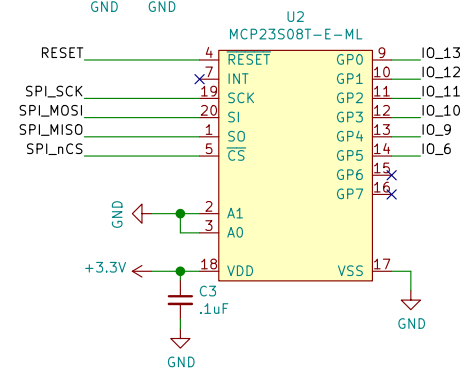 GND GND
U2
MCP23S08T-E-ML
RESET 4 RESET GP0 9 IO_13
7 INT GP1 10 IO_12
SPI_SCK 19 SCK GP2 11 IO_11
SPI_MOSI 20 SI GP3 12 IO_10
SPI_MISO 1 SO GP4 13 IO_9
SPI_nCS 5 CS GP5 14 IO_6
GP6 15
GP7 16
GND 2 A1
3 A0
+3.3V 18 VDD VSS 17
C3
.1uF
GND
GND